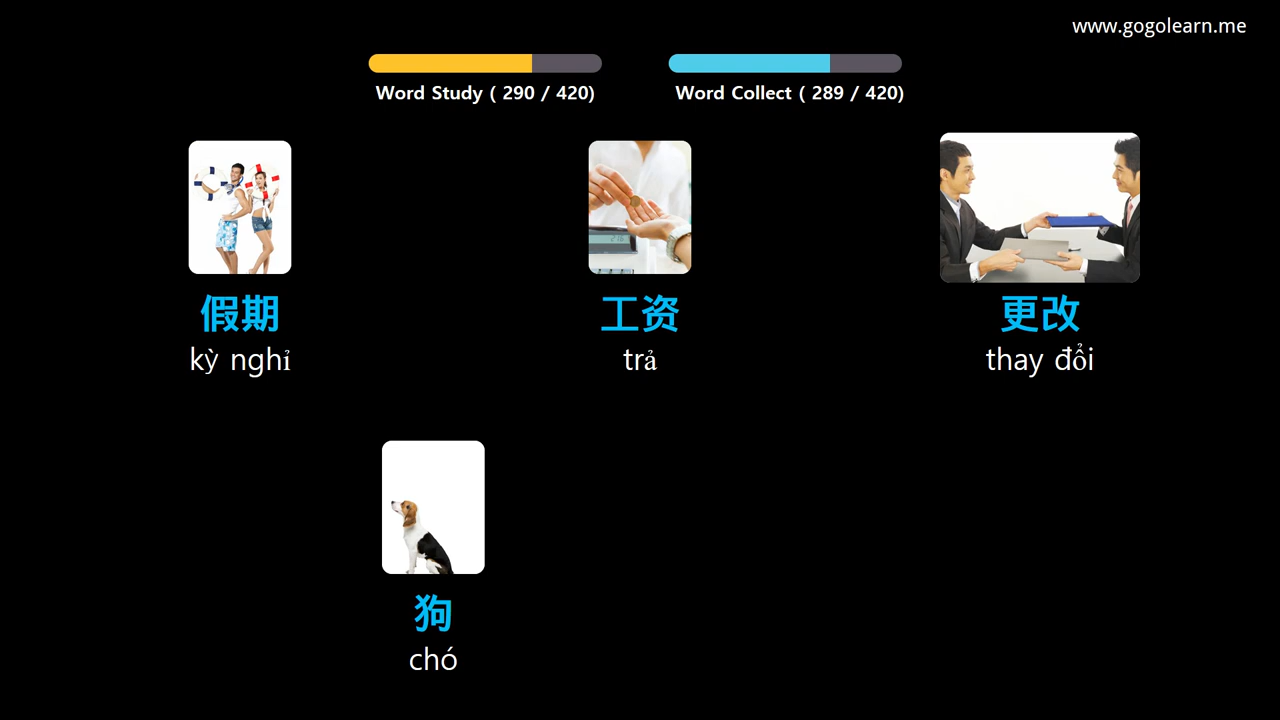 www.gogolearn.me
Word Study ( 290 / 420)
Word Collect ( 289 / 420)
假期
kỳ nghỉ
工资
trả
更改
thay đổi
狗
chó